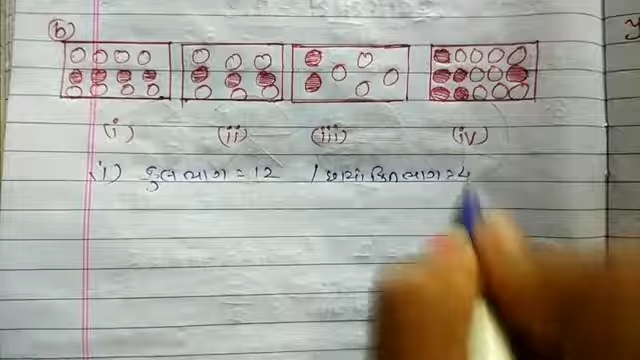 (b)
(i) (ii) (iii) (iv)
(i) કુલ ભાગ = 12 / છાયાંકિત ભાગ = 4